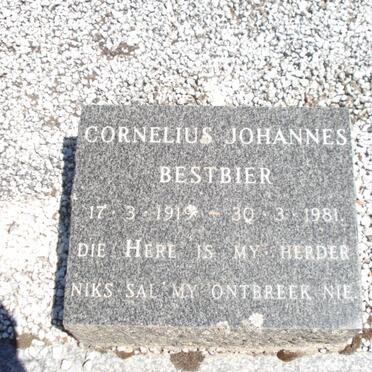 CORNELIUS JOHANNES
BESTBIER
17·3·1919 - 30·3·1981.
DIE HERE IS MY HERDER
NIKS SAL MY ONTBREEK NIE.